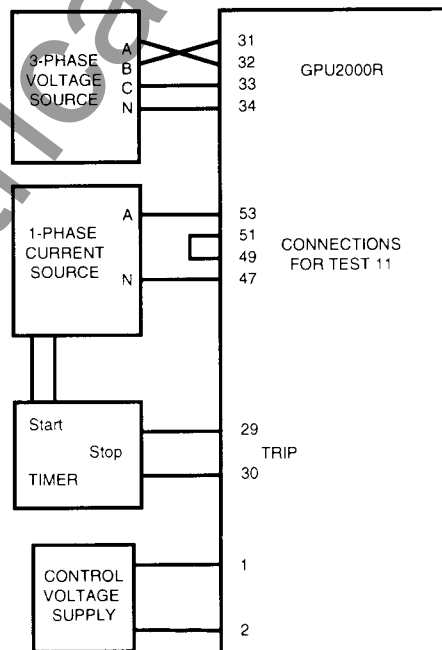 3-PHASE
VOLTAGE
SOURCE
A
B
C
N
31
32
33
34
GPU2000R
1-PHASE
CURRENT
SOURCE
A
N
53
51
49
47
CONNECTIONS
FOR TEST 11
Start
Stop
TIMER
29
30
TRIP
CONTROL
VOLTAGE
SUPPLY
1
2